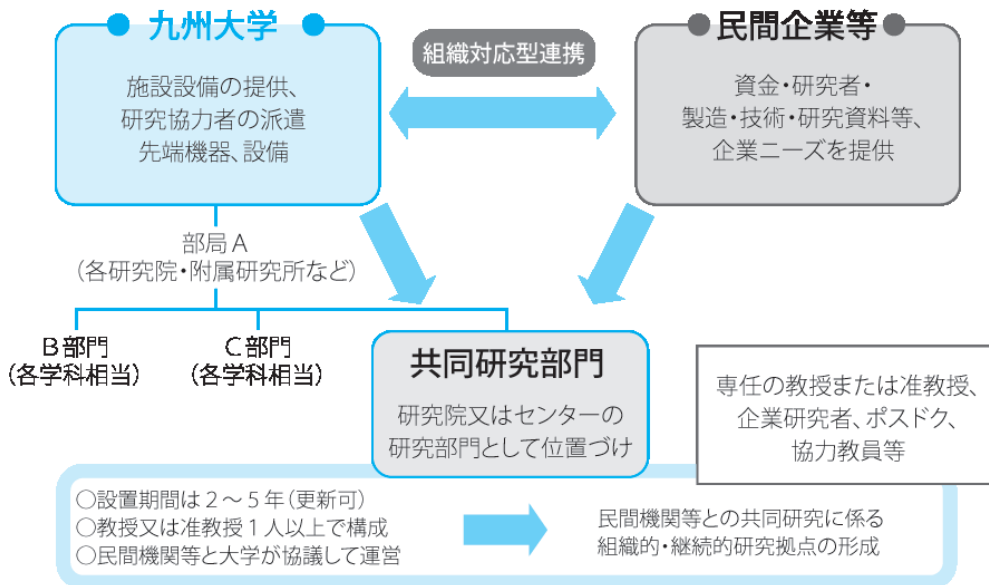 九州大学
施設設備の提供、
研究協力者の派遣
先端機器、設備
組織対応型連携
民間企業等
資金・研究者・
製造・技術・研究資料等、
企業ニーズを提供
部局A
(各研究院・附属研究所など)
B部門
(各学科相当)
C部門
(各学科相当)
共同研究部門
研究院又はセンターの
研究部門として位置づけ
専任の教授または准教授、
企業研究者、ポスドク、
協力教員等
○設置期間は2～5年(更新可)
○教授又は准教授1人以上で構成
○民間機関等と大学が協議して運営
民間機関等との共同研究に係る
組織的・継続的研究拠点の形成